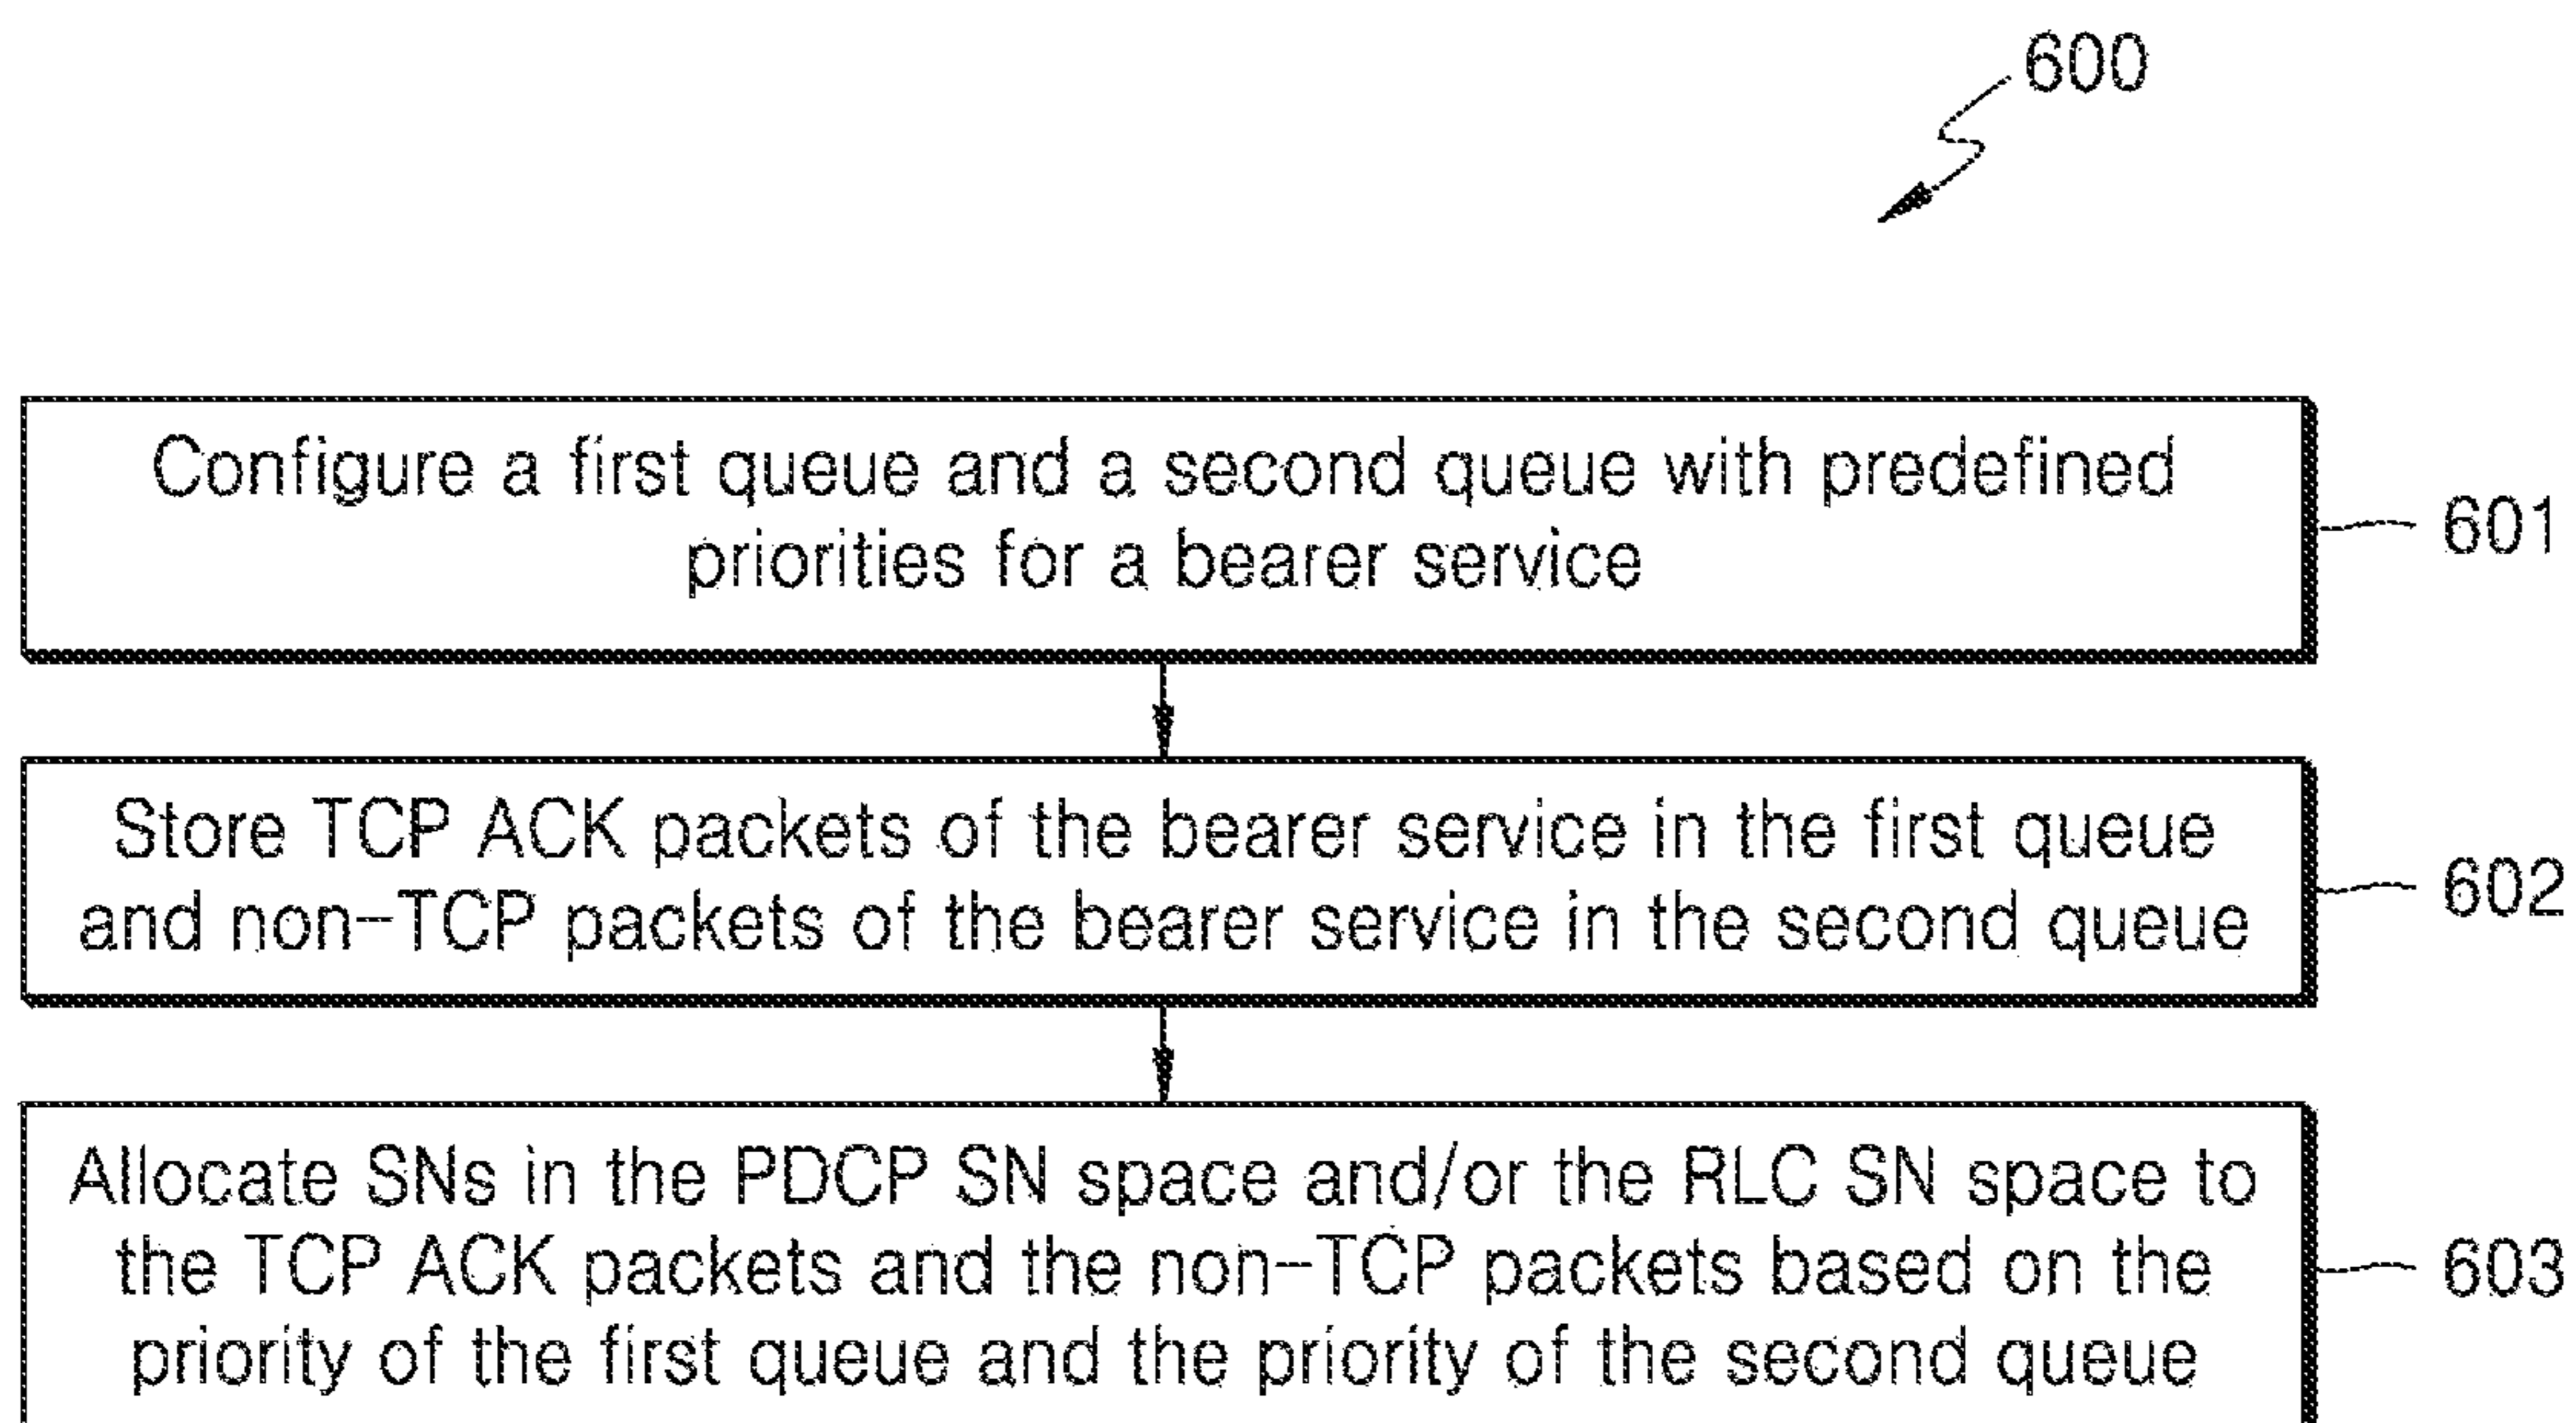 600
Configure a first queue and a second queue with predefined
priorities for a bearer service
601
Store TCP ACK packets of the bearer service in the first queue
and non-TCP packets of the bearer service in the second queue
602
Allocate SNs in the PDCP SN space and/or the RLC SN space to
the TCP ACK packets and the non-TCP packets based on the
priority of the first queue and the priority of the second queue
603